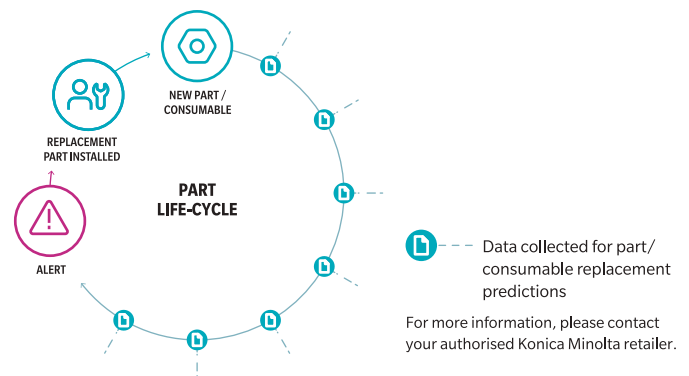 NEW PART /
CONSUMABLE
REPLACEMENT
PART INSTALLED
PART
LIFE-CYCLE
ALERT
Data collected for part/
consumable replacement
predictions
For more information, please contact
your authorised Konica Minolta retailer.